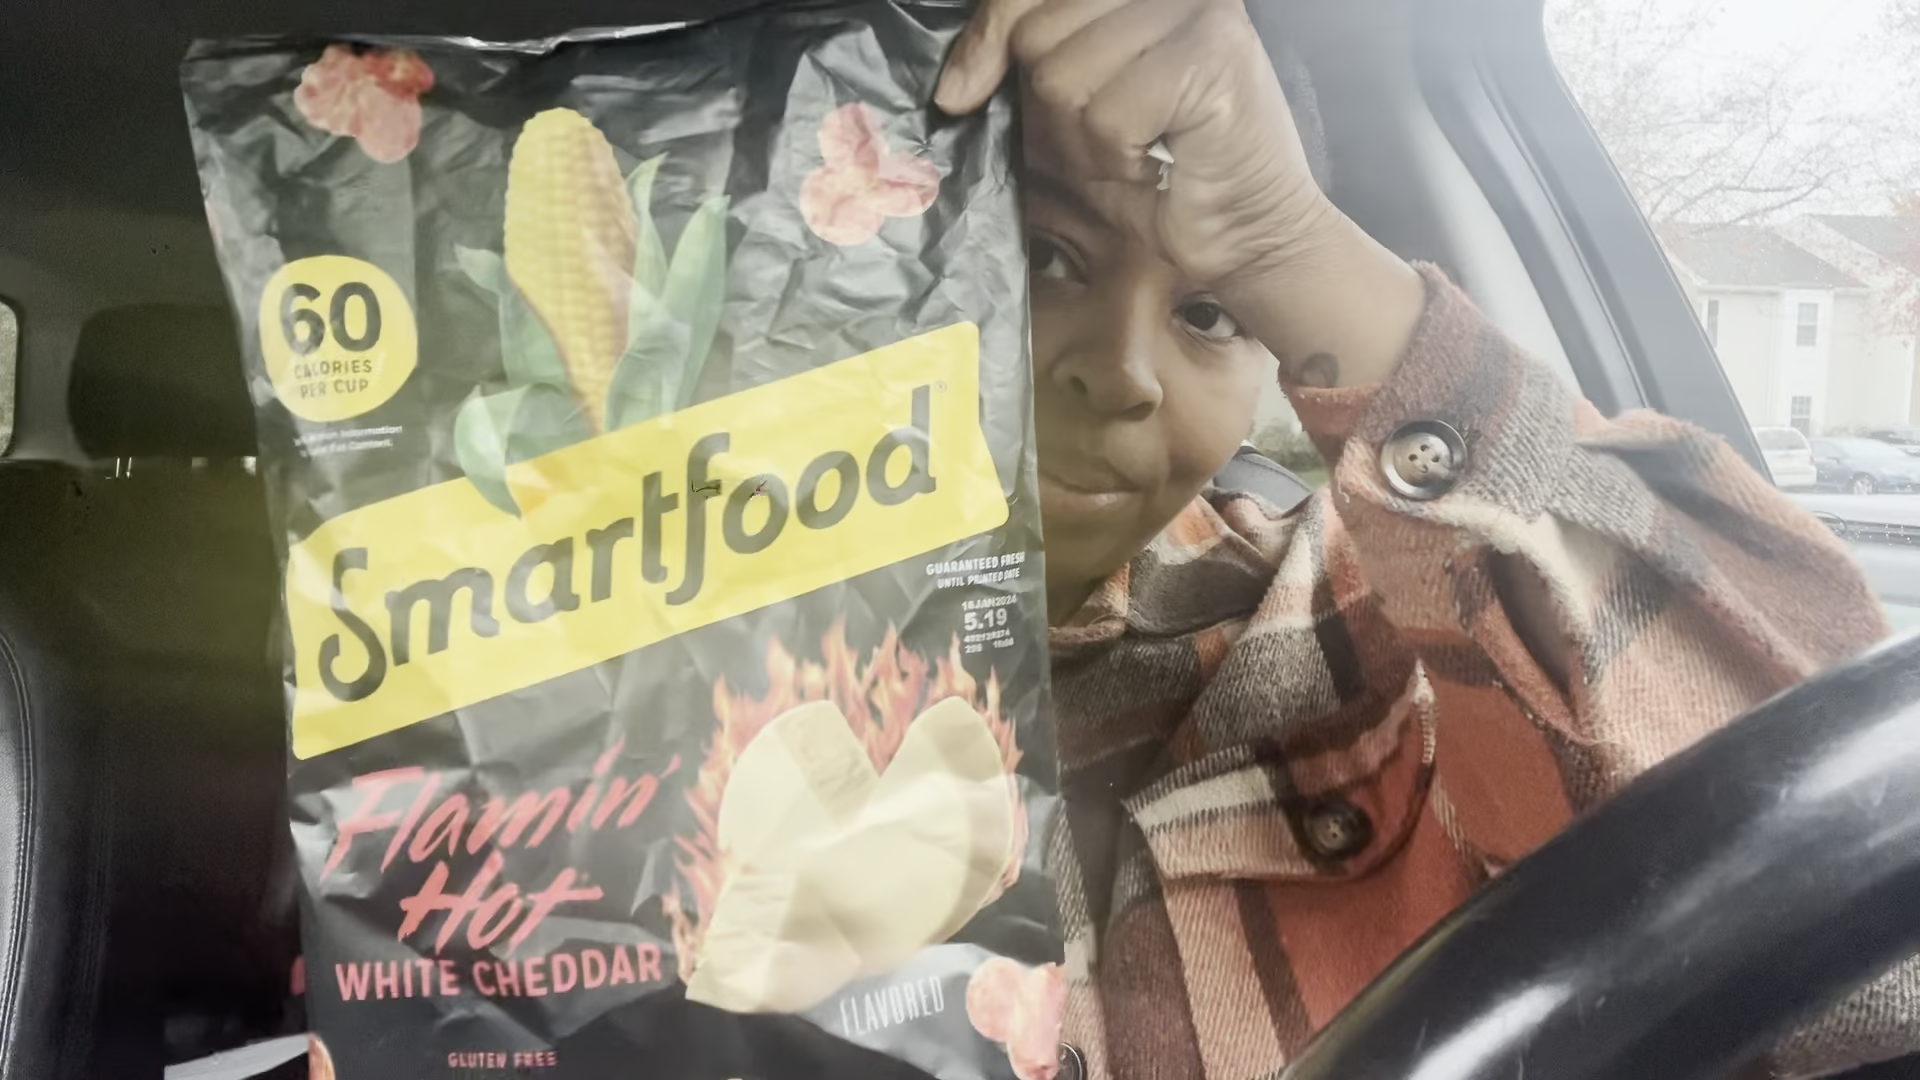 60
CALORIES
PER CUP
Smartfood®
GUARANTEED FRESH
UNTIL PRINTED DATE
16JAN2024
5.19
Flamin'
Hot
WHITE CHEDDAR
FLAVORED
GLUTEN FREE